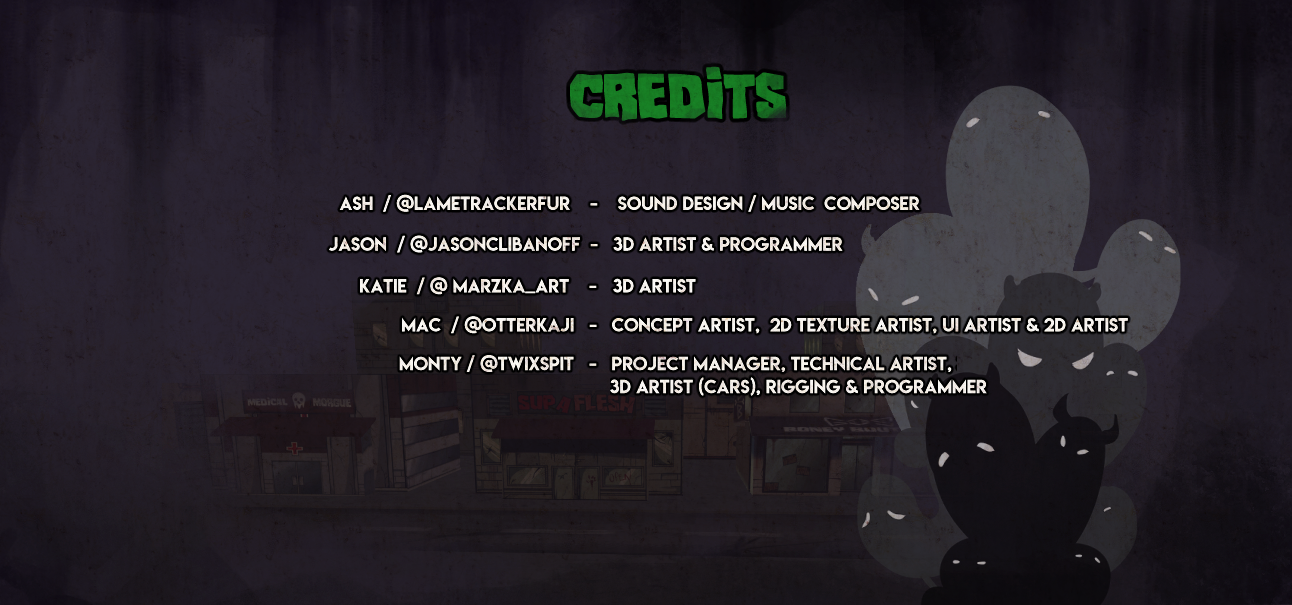 CREDiTS
ASH / @LAMETRACKERFUR - SOUND DESIGN / MUSIC COMPOSER
JASON / @JASONCLIBANOFF - 3D ARTIST & PROGRAMMER
KATIE / @ MARZKA_ART - 3D ARTIST
MAC / @OTTERKAJI - CONCEPT ARTIST, 2D TEXTURE ARTIST, UI ARTIST & 2D ARTIST
MONTY / @TWIXSPIT - PROJECT MANAGER, TECHNICAL ARTIST,
3D ARTIST (CARS), RIGGING & PROGRAMMER
MEDICAL MORGUE
FLESH